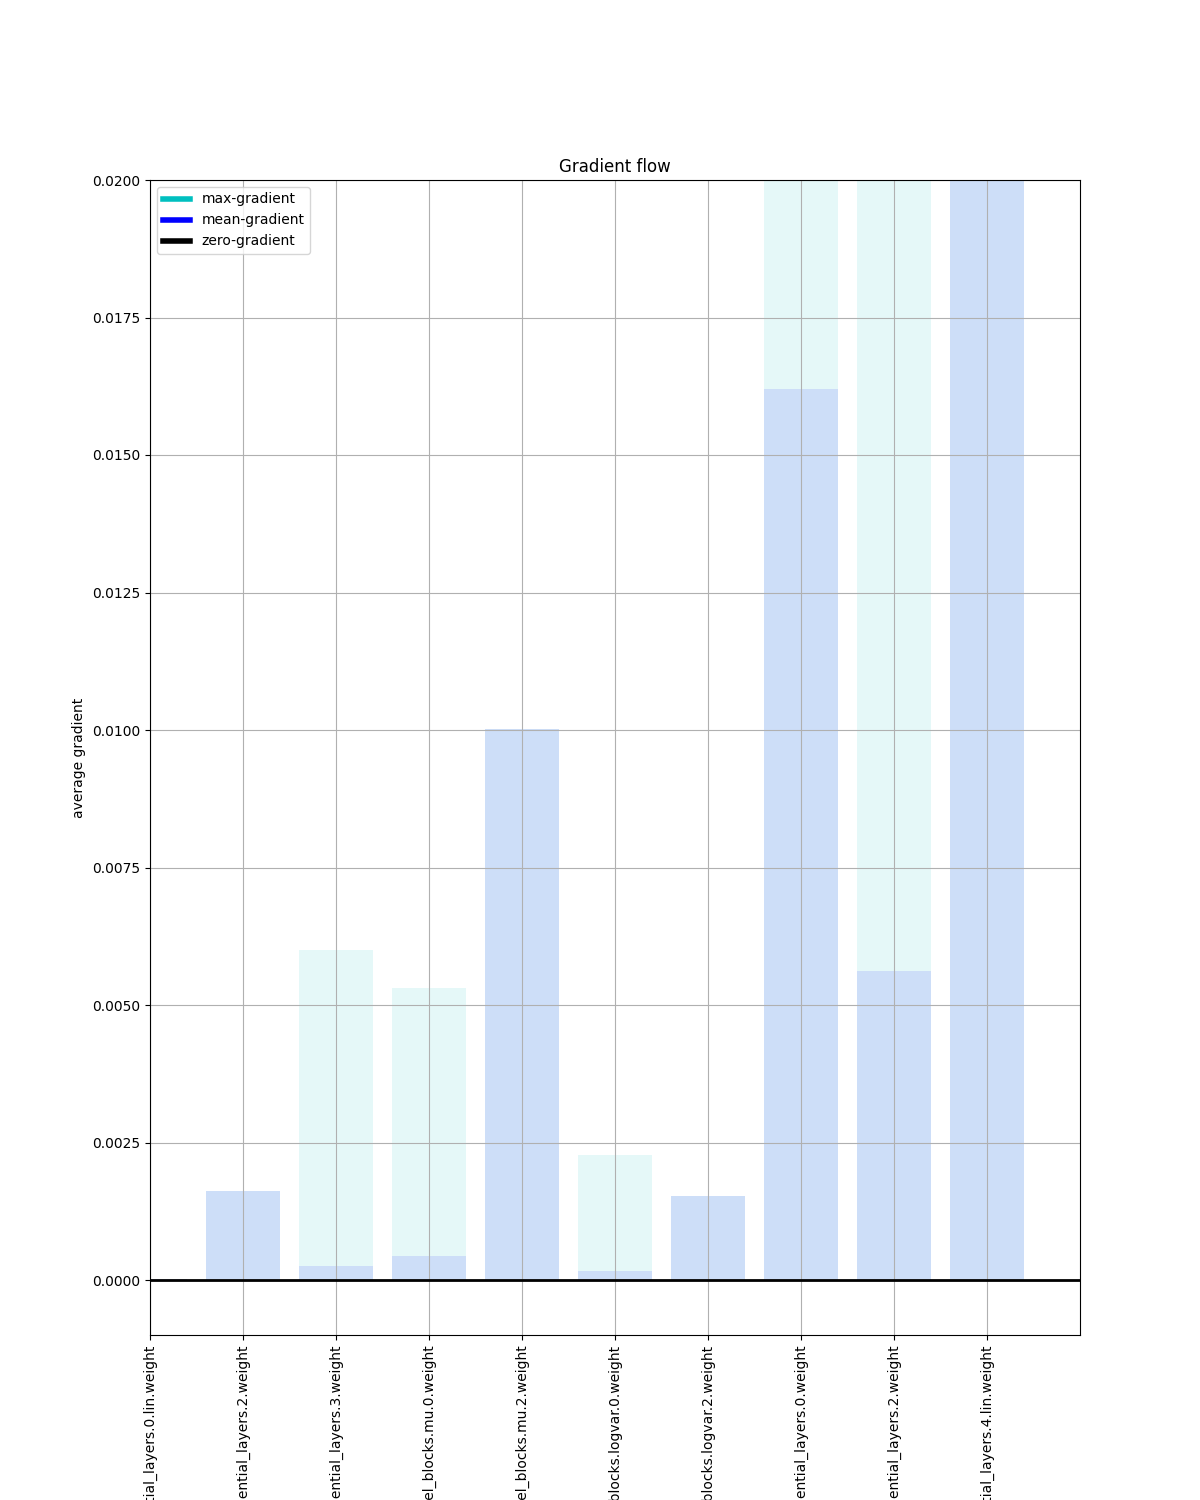 Gradient flow
max-gradient
mean-gradient
zero-gradient
0.0200
0.0175
0.0150
0.0125
0.0100
0.0075
0.0050
0.0025
0.0000
average gradient
tial_layers.0.lin.weight
ential_layers.2.weight
ential_layers.3.weight
el_blocks.mu.0.weight
el_blocks.mu.2.weight
blocks.logvar.0.weight
blocks.logvar.2.weight
ential_layers.0.weight
ential_layers.2.weight
tial_layers.4.lin.weight